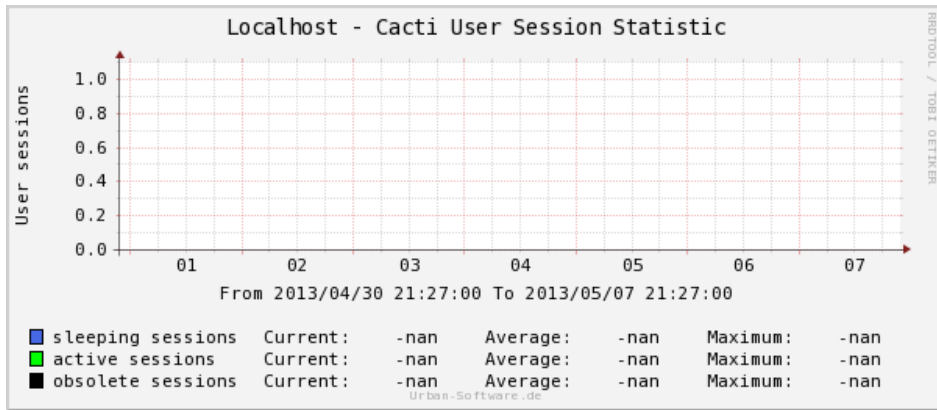 Localhost - Cacti User Session Statistic
RRDTOOL / TOBI OETIKER
User sessions
1.0
0.8
0.6
0.4
0.2
0.0
01 02 03 04 05 06 07
From 2013/04/30 21:27:00 To 2013/05/07 21:27:00
sleeping sessions Current: -nan Average: -nan Maximum: -nan
active sessions Current: -nan Average: -nan Maximum: -nan
obsolete sessions Current: -nan Average: -nan Maximum: -nan
Urban-Software.de